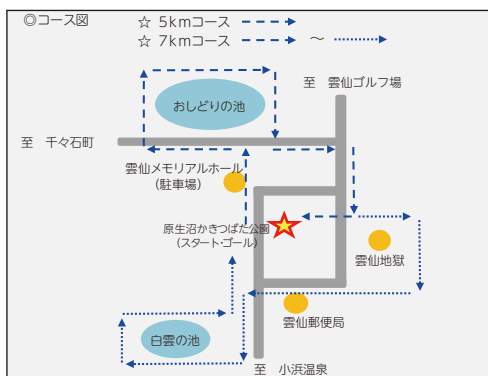 ◎コース図
☆ 5kmコース
☆ 7kmコース ～
至 雲仙ゴルフ場
おしどりの池
至 千々石町
雲仙メモリアルホール
(駐車場)
原生沼かきつばた公園
(スタート・ゴール)
雲仙地獄
雲仙郵便局
白雲の池
至 小浜温泉